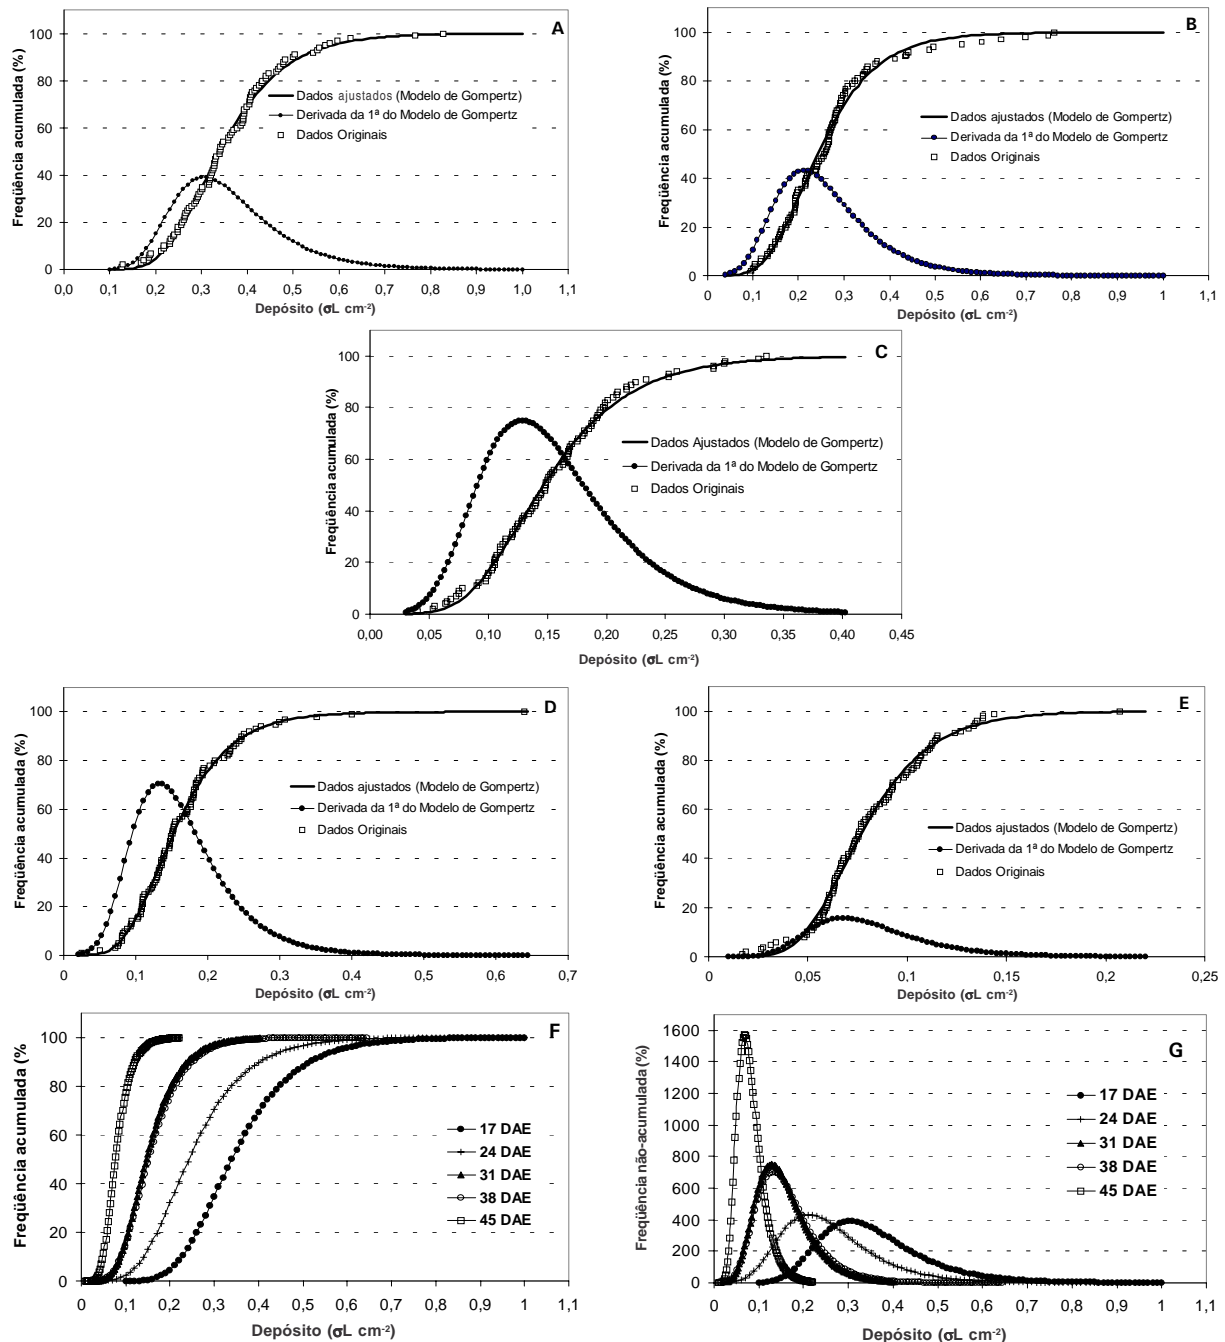 A
Freqüência acumulada (%)
100
80
60
40
20
0
Dados ajustados (Modelo de Gompertz)
Derivada da 1ª do Modelo de Gompertz
Dados Originais
0,0 0,1 0,2 0,3 0,4 0,5 0,6 0,7 0,8 0,9 1,0 1,1
Depósito (σL cm-2)
B
Freqüência acumulada (%)
100
80
60
40
20
0
Dados ajustados (Modelo de Gompertz)
Derivada da 1ª do Modelo de Gompertz
Dados Originais
0 0,1 0,2 0,3 0,4 0,5 0,6 0,7 0,8 0,9 1 1,1
Depósito (σL cm-2)
C
Freqüência acumulada (%)
100
80
60
40
20
0
Dados Ajustados (Modelo de Gompertz)
Derivada da 1ª do Modelo de Gompertz
Dados Originais
0,00 0,05 0,10 0,15 0,20 0,25 0,30 0,35 0,40 0,45
Depósito (σL cm-2)
D
Freqüência acumulada (%)
100
80
60
40
20
0
Dados ajustados (Modelo de Gompertz)
Derivada da 1ª do Modelo de Gompertz
Dados Originais
0 0,1 0,2 0,3 0,4 0,5 0,6 0,7
Depósito (σL cm-2)
E
Freqüência acumulada (%)
100
80
60
40
20
0
Dados ajustados (Modelo de Gompertz)
Derivada da 1ª do Modelo de Gompertz
Dados Originais
0 0,05 0,1 0,15 0,2 0,25
Depósito (σL cm-2)
F
Freqüência acumulada (%
100
80
60
40
20
0
17 DAE
24 DAE
31 DAE
38 DAE
45 DAE
0 0,1 0,2 0,3 0,4 0,5 0,6 0,7 0,8 0,9 1 1,1
Depósito (σL cm-2)
G
Freqüência não-acumulada (%)
1600
1400
1200
1000
800
600
400
200
0
17 DAE
24 DAE
31 DAE
38 DAE
45 DAE
0 0,1 0,2 0,3 0,4 0,5 0,6 0,7 0,8 0,9 1 1,1
Depósito (σL cm-2)